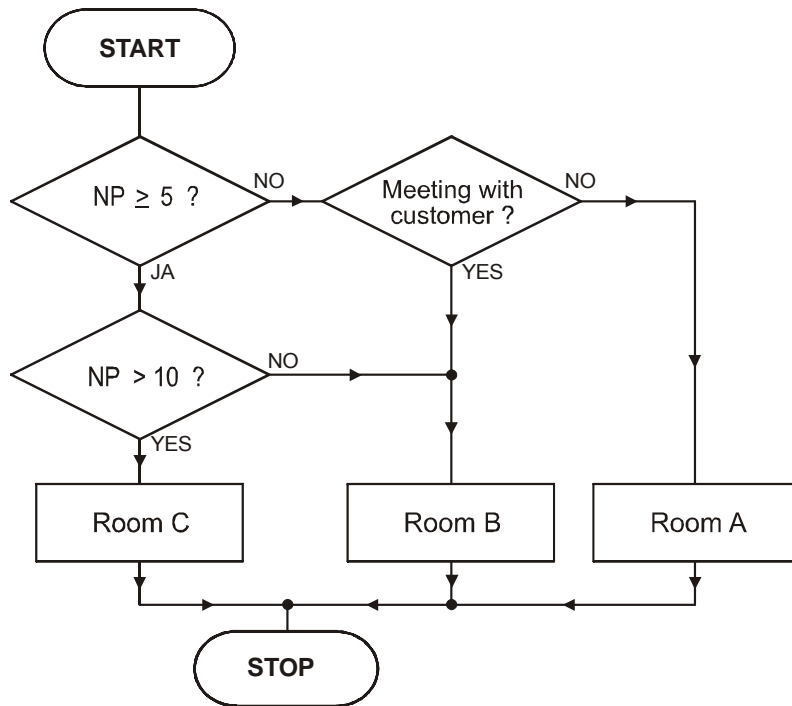 START
NP ≥ 5 ?
NO
Meeting with
customer ?
NO
JA
YES
NP > 10 ?
NO
YES
Room C
Room B
Room A
STOP